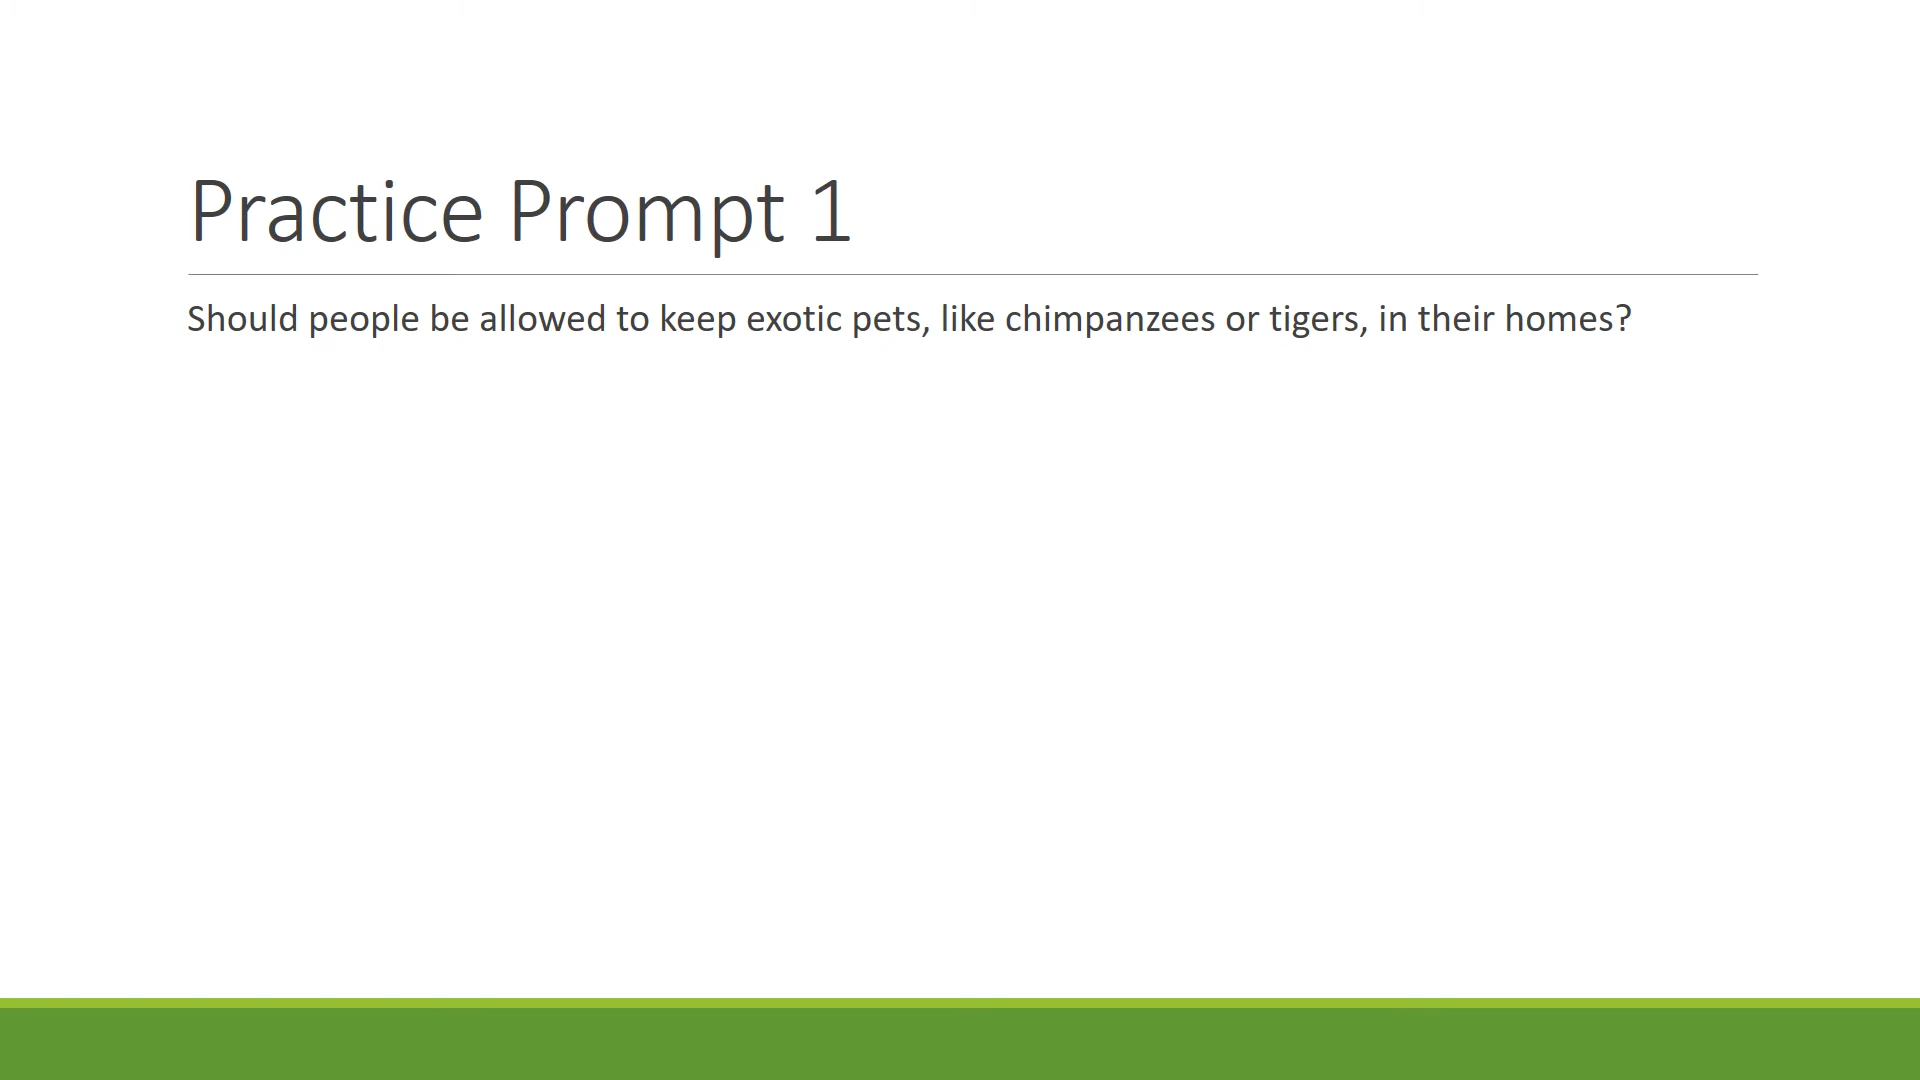 Practice Prompt 1
Should people be allowed to keep exotic pets, like chimpanzees or tigers, in their homes?